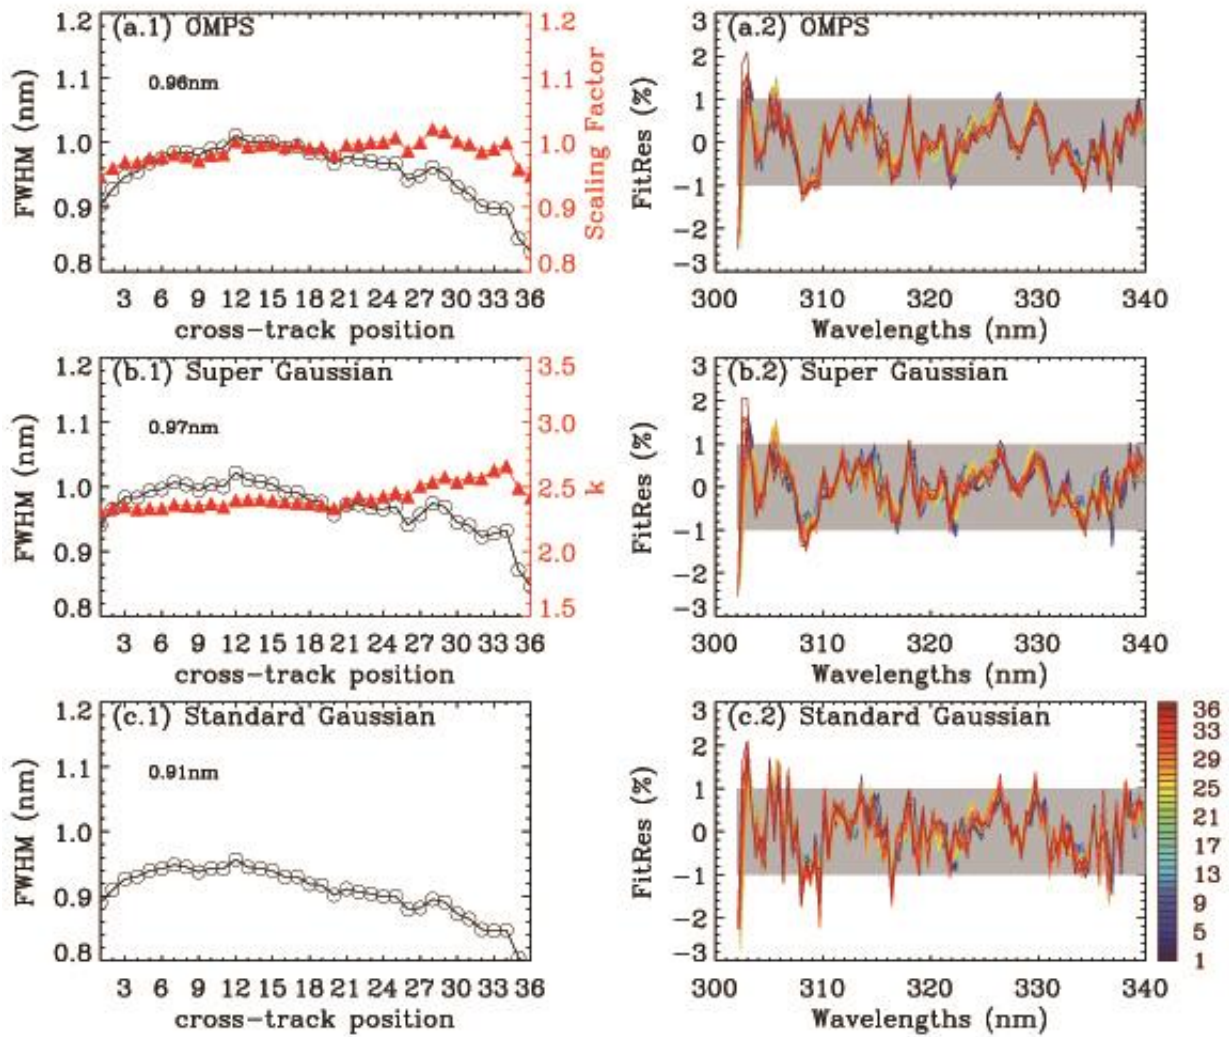 (a.1) OMPS
0.96nm
FWHM (nm)
1.2
1.1
1.0
0.9
0.8
1.2
1.1
1.0
0.9
0.8
Scaling Factor
3 6 9 12 15 18 21 24 27 30 33 36
cross-track position
(a.2) OMPS
FitRes (%)
3
2
1
0
-1
-2
-3
300 310 320 330 340
Wavelengths (nm)
(b.1) Super Gaussian
0.97nm
FWHM (nm)
1.2
1.1
1.0
0.9
0.8
3.5
3.0
2.5
2.0
1.5
k
3 6 9 12 15 18 21 24 27 30 33 36
cross-track position
(b.2) Super Gaussian
FitRes (%)
3
2
1
0
-1
-2
-3
300 310 320 330 340
Wavelengths (nm)
(c.1) Standard Gaussian
0.91nm
FWHM (nm)
1.2
1.1
1.0
0.9
0.8
3 6 9 12 15 18 21 24 27 30 33 36
cross-track position
(c.2) Standard Gaussian
FitRes (%)
3
2
1
0
-1
-2
-3
300 310 320 330 340
Wavelengths (nm)
36
33
29
25
21
17
13
9
5
1